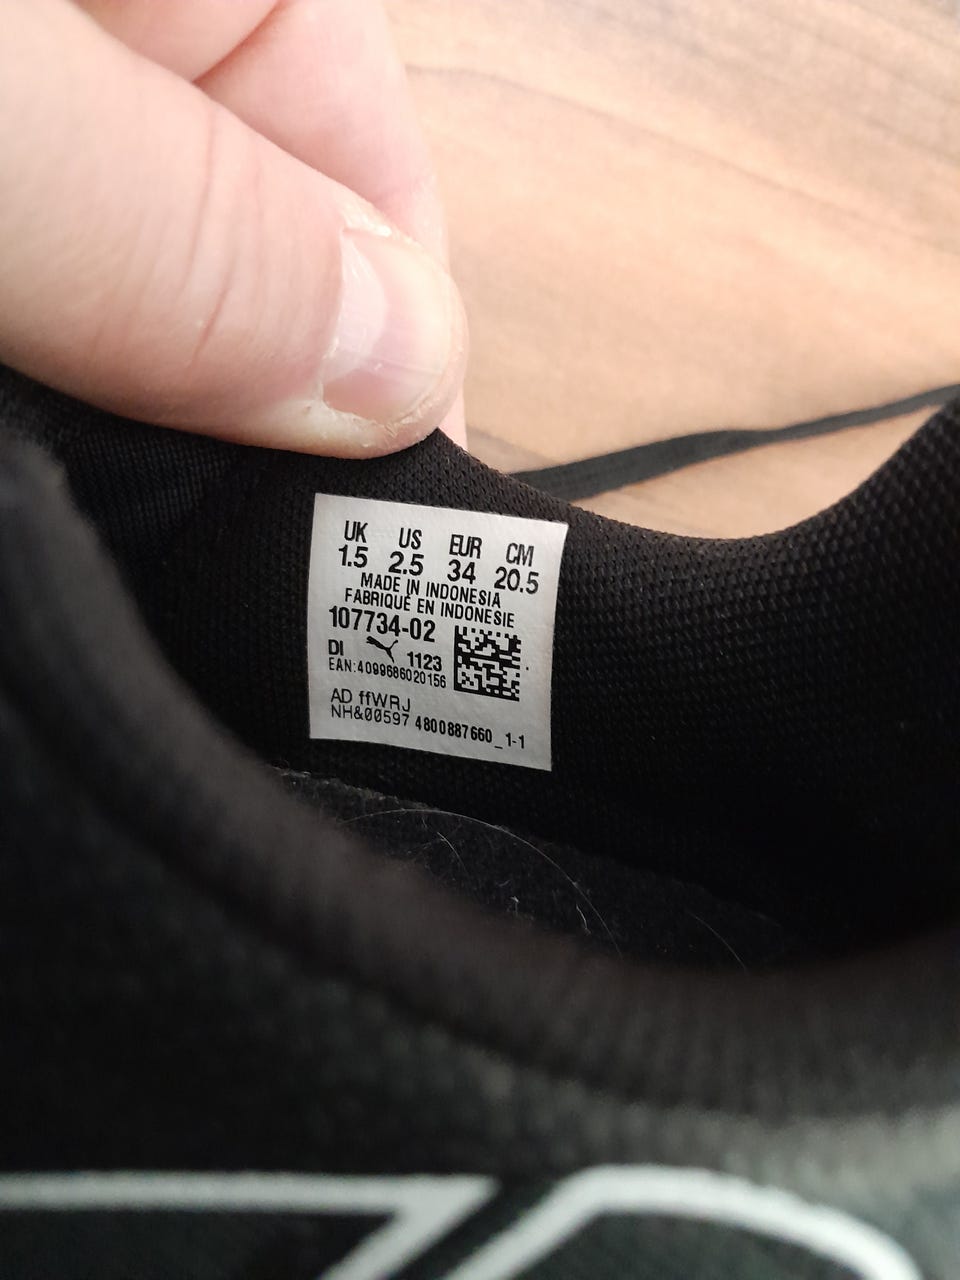 UK US EUR CM
1.5 2.5 34 20.5
MADE IN INDONESIA
FABRIQUÉ EN INDONESIE
107734-02
DI 1123
EAN:4099686020156
AD ffWRJ
NH&00597 4800887660_1-1